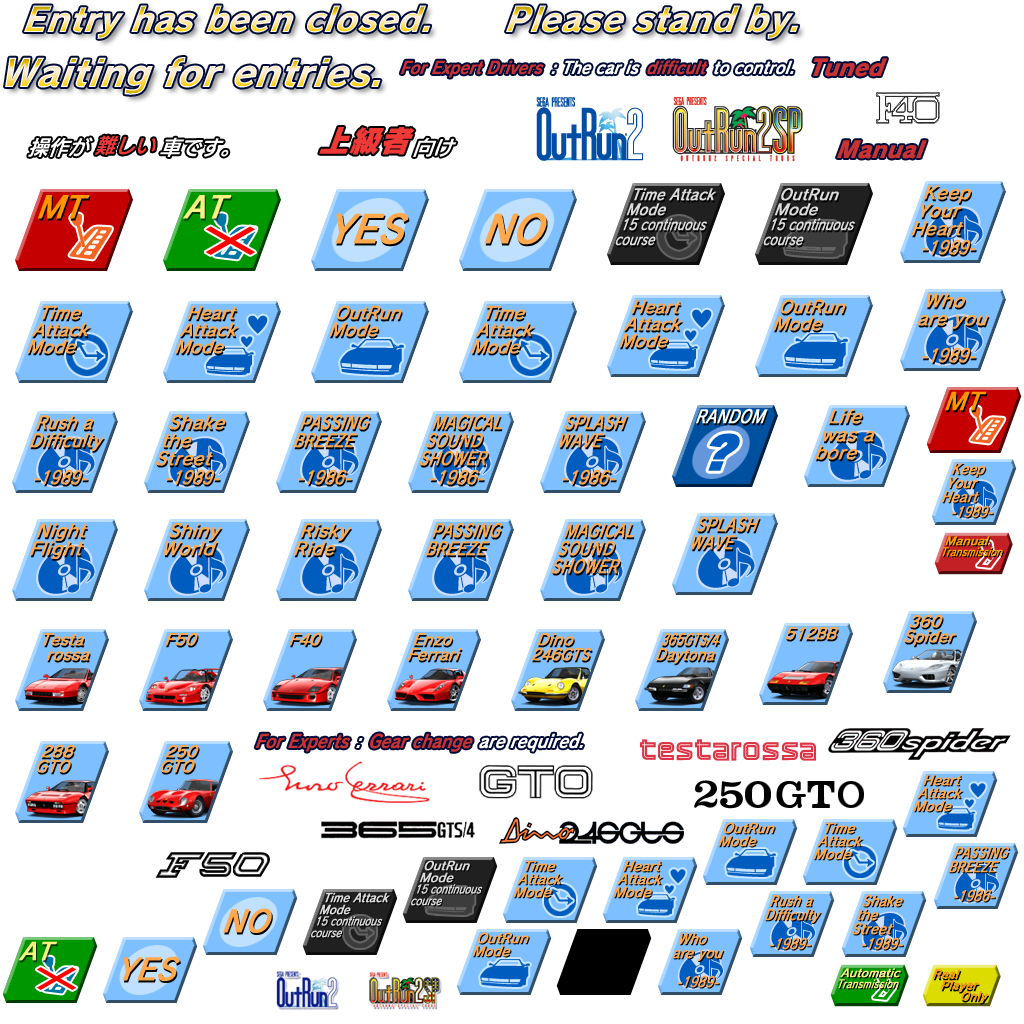 Entry has been closed.
Please stand by.
Waiting for entries.
For Expert Drivers : The car is difficult to control.
Tuned
SEGA PRESENTS
OutRun2
SEGA PRESENTS
OutRun2SP
OUTRUN2 SPECIAL TOURS
F40
操作が 難しい 車です。
上級者 向け
Manual
MT
AT
YES
NO
Time Attack
Mode
15 continuous
course
OutRun
Mode
15 continuous
course
Keep
Your
Heart
-1989-
Time
Attack
Mode
Heart
Attack
Mode
OutRun
Mode
Time
Attack
Mode
Heart
Attack
Mode
OutRun
Mode
Who
are you
-1989-
Rush a
Difficulty
-1989-
Shake
the
Street
-1989-
PASSING
BREEZE
-1986-
MAGICAL
SOUND
SHOWER
-1986-
SPLASH
WAVE
-1986-
RANDOM
?
Life
was a
bore
MT
Keep
Your
Heart
-1989-
Night
Flight
Shiny
World
Risky
Ride
PASSING
BREEZE
MAGICAL
SOUND
SHOWER
SPLASH
WAVE
Manual
Transmission
Testa
rossa
F50
F40
Enzo
Ferrari
Dino
246GTS
365GTS/4
Daytona
512BB
360
Spider
288
GTO
250
GTO
For Experts : Gear change are required.
testarossa
360spider
Enzo Ferrari
GTO
250GTO
Heart
Attack
Mode
365GTS/4
Dino 246GTS
OutRun
Mode
Time
Attack
Mode
F50
OutRun
Mode
15 continuous
course
Time
Attack
Mode
Heart
Attack
Mode
PASSING
BREEZE
-1986-
NO
Time Attack
Mode
15 continuous
course
Rush a
Difficulty
-1989-
Shake
the
Street
-1989-
AT
YES
OutRun
Mode
Who
are you
-1989-
SEGA PRESENTS
OutRun2
SEGA PRESENTS
OutRun2SP
OUTRUN2 SPECIAL TOURS
Automatic
Transmission
Real
Player
Only